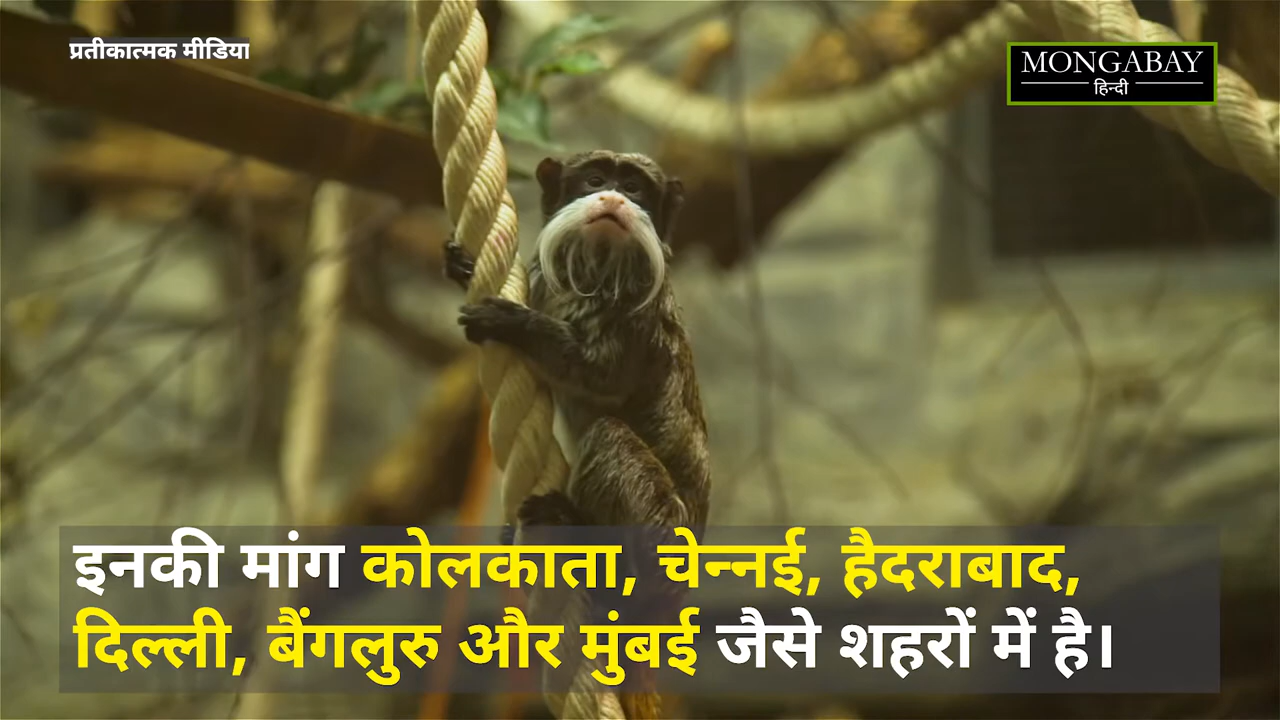 प्रतीकात्मक मीडिया
MONGABAY
हिन्दी
इनकी मांग कोलकाता, चेन्नई, हैदराबाद,
दिल्ली, बैंगलुरु और मुंबई जैसे शहरों में है।